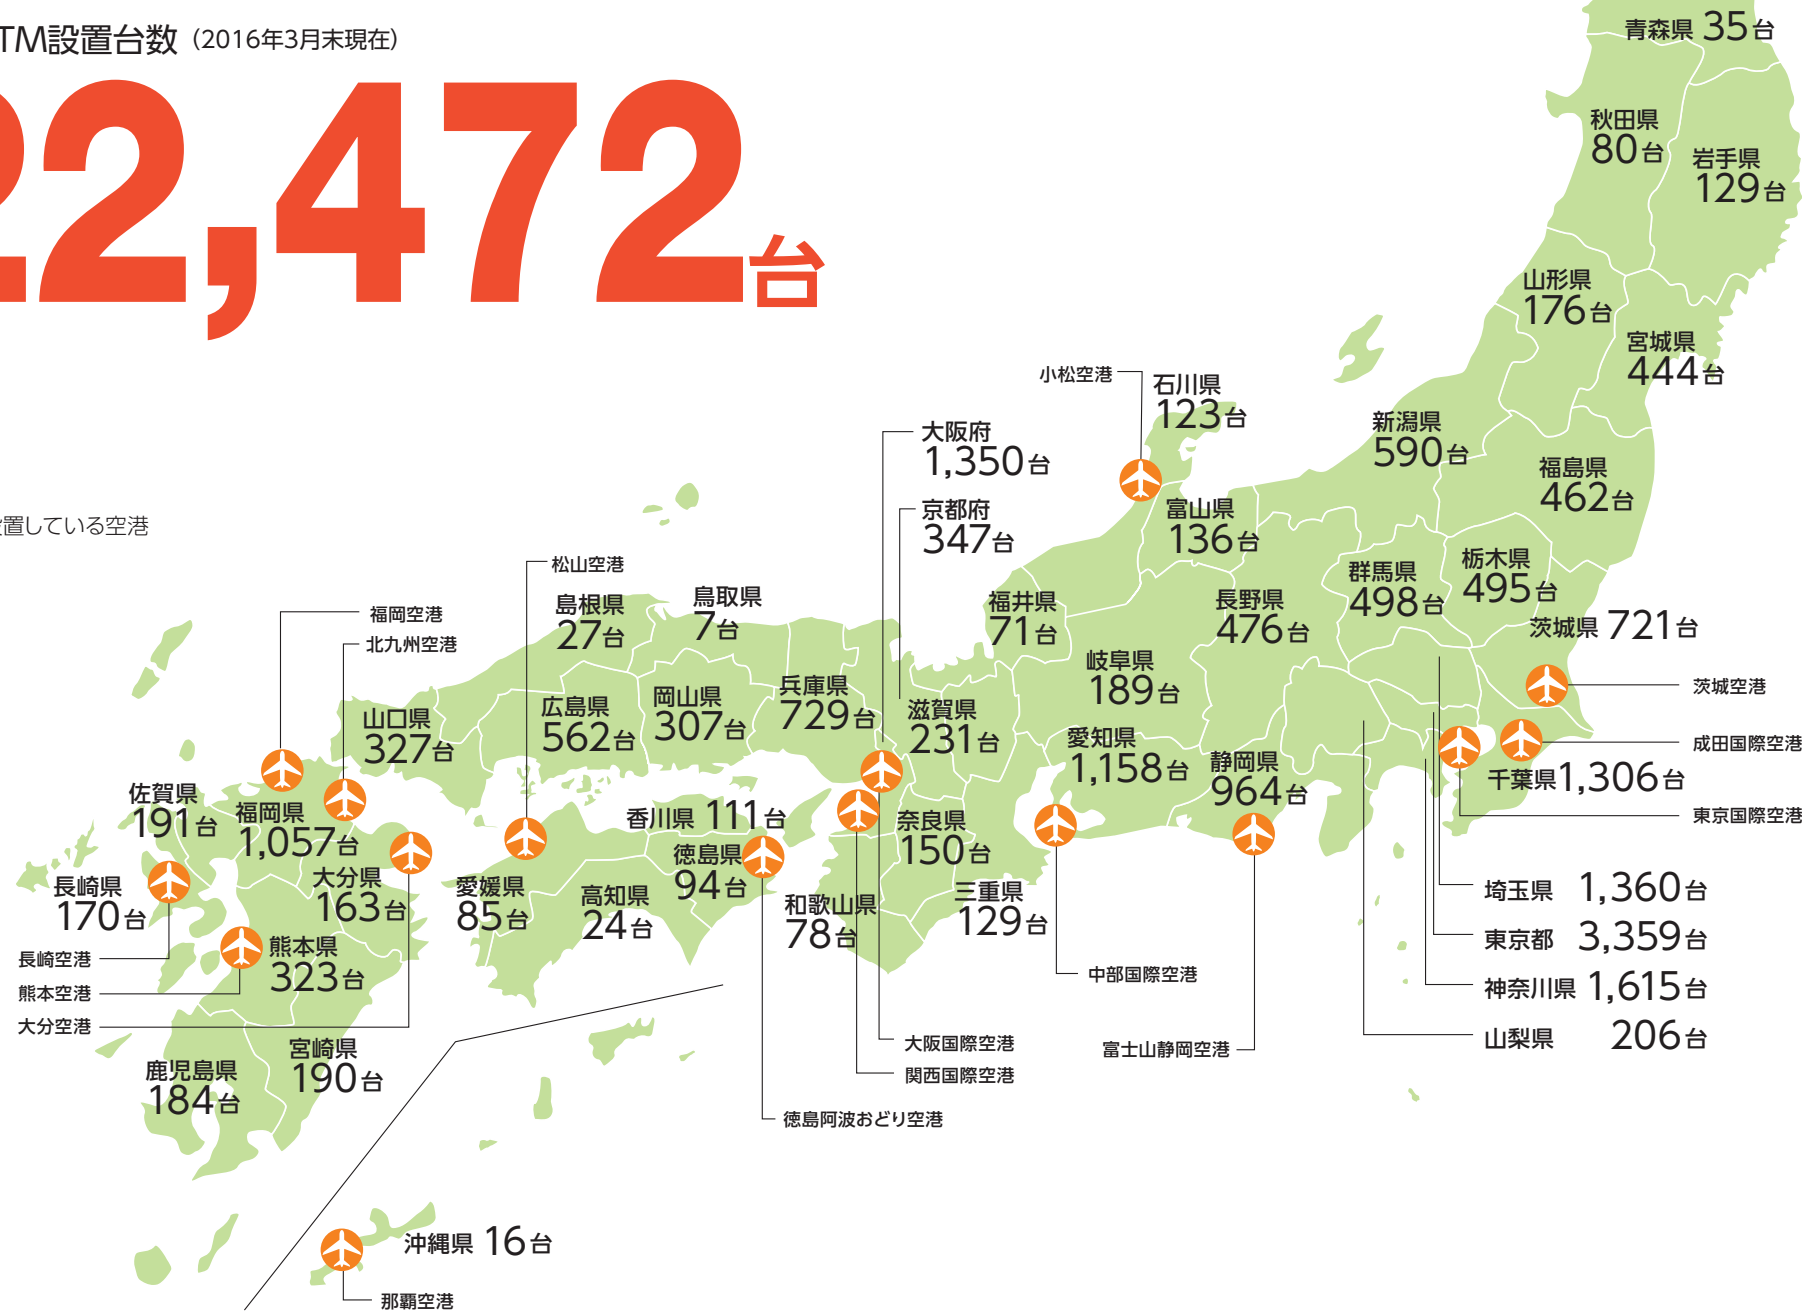 TM設置台数（2016年3月末現在）
22,472台
設置している空港
青森県 35台
秋田県
80台
岩手県
129台
山形県
176台
宮城県
444台
小松空港
石川県
123台
新潟県
590台
福島県
462台
大阪府
1,350台
京都府
347台
富山県
136台
栃木県
495台
群馬県
498台
茨城県 721台
松山空港
福岡空港
北九州空港
島根県
27台
鳥取県
7台
福井県
71台
長野県
476台
岐阜県
189台
茨城空港
成田国際空港
千葉県1,306台
東京国際空港
山口県
327台
広島県
562台
岡山県
307台
兵庫県
729台
滋賀県
231台
愛知県
1,158台
静岡県
964台
佐賀県
191台
福岡県
1,057台
香川県 111台
徳島県
94台
奈良県
150台
長崎県
170台
大分県
163台
愛媛県
85台
高知県
24台
和歌山県
78台
三重県
129台
埼玉県 1,360台
東京都 3,359台
神奈川県 1,615台
山梨県 206台
長崎空港
熊本空港
大分空港
熊本県
323台
中部国際空港
大阪国際空港
関西国際空港
富士山静岡空港
徳島阿波おどり空港
鹿児島県
184台
宮崎県
190台
沖縄県 16台
那覇空港